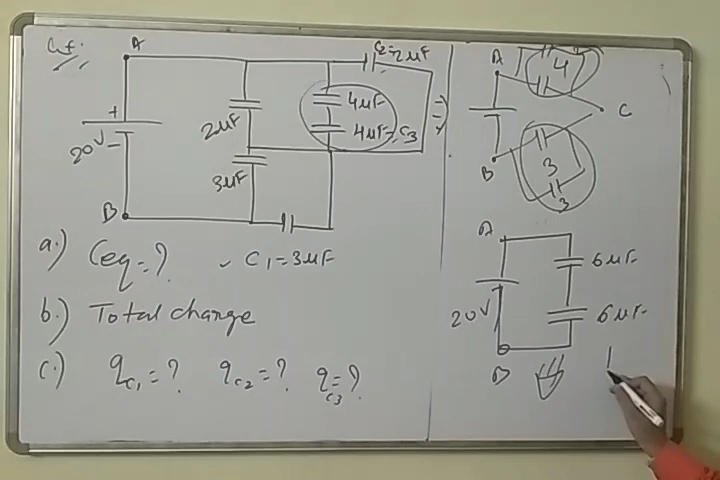 A
C2=2μF
+
20V
-
2μF
4μF
4μF=C3
3μF
B
a.) Ceq=? C1=3μF
b.) Total change
c.) qC1=? qC2=? qC3=?
A
4
C
B
3
3
A
6μF
20V
6μF
B